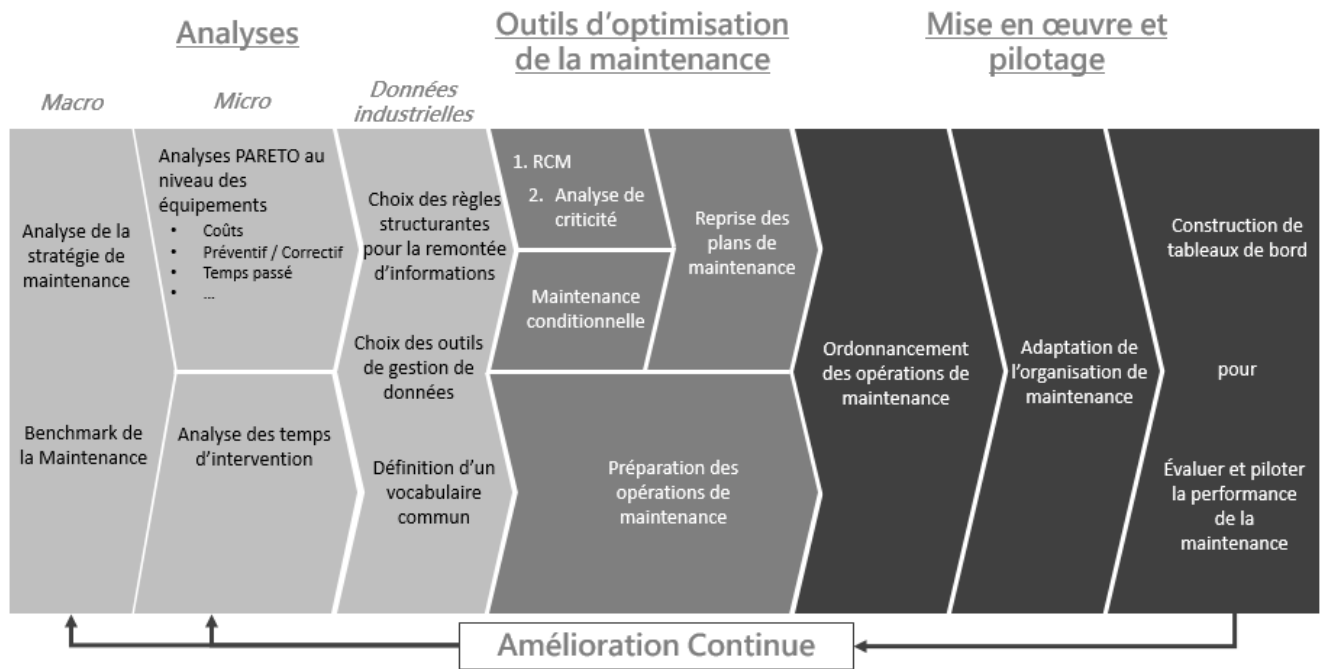 Analyses
Outils d'optimisation
de la maintenance
Mise en œuvre et
pilotage
Macro
Micro
Données
industrielles
Analyse de la
stratégie de
maintenance
Benchmark de
la Maintenance
Analyses PARETO au
niveau des
équipements
• Coûts
• Préventif / Correctif
• Temps passé
• ...
Analyse des temps
d'intervention
Choix des règles
structurantes
pour la remontée
d'informations
Choix des outils
de gestion de
données
Définition d'un
vocabulaire
commun
1. RCM
2. Analyse de
criticité
Maintenance
conditionnelle
Reprise des
plans de
maintenance
Préparation des
opérations de
maintenance
Ordonnancement
des opérations de
maintenance
Adaptation de
l'organisation de
maintenance
Construction de
tableaux de bord
pour
Évaluer et piloter
la performance
de la
maintenance
Amélioration Continue